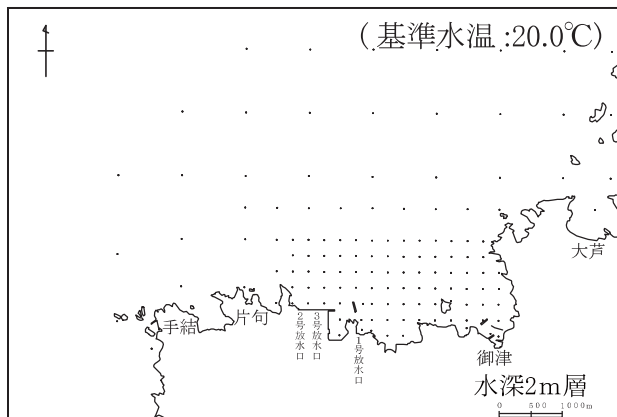 (基準水温:20.0℃)
大芦
手結
片句
2号放水口
3号放水口
1号放水口
御津
水深2m層
0 500 1000m